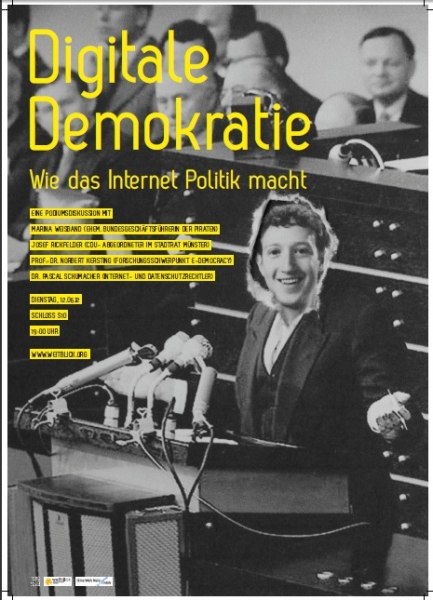 Digitale
Demokratie
Wie das Internet Politik macht
EINE PODIUMSDISKUSSION MIT
MARINA WEISBAND (EHEM. BUNDESGESCHÄFTSFÜHRERIN DER PIRATEN)
JOSEF RICKFELDER (CDU- ABGEORDNETER IM STADTRAT MÜNSTER)
PROF. DR. NORBERT KERSTING (FORSCHUNGSSCHWERPUNKT E-DEMOCRACY)
DR. PASCAL SCHUMACHER (INTERNET- UND DATENSCHUTZRECHTLER)
DIENSTAG, 12.06.12
SCHLOSS S10
19:00 UHR
WWW.WEITBLICK.ORG